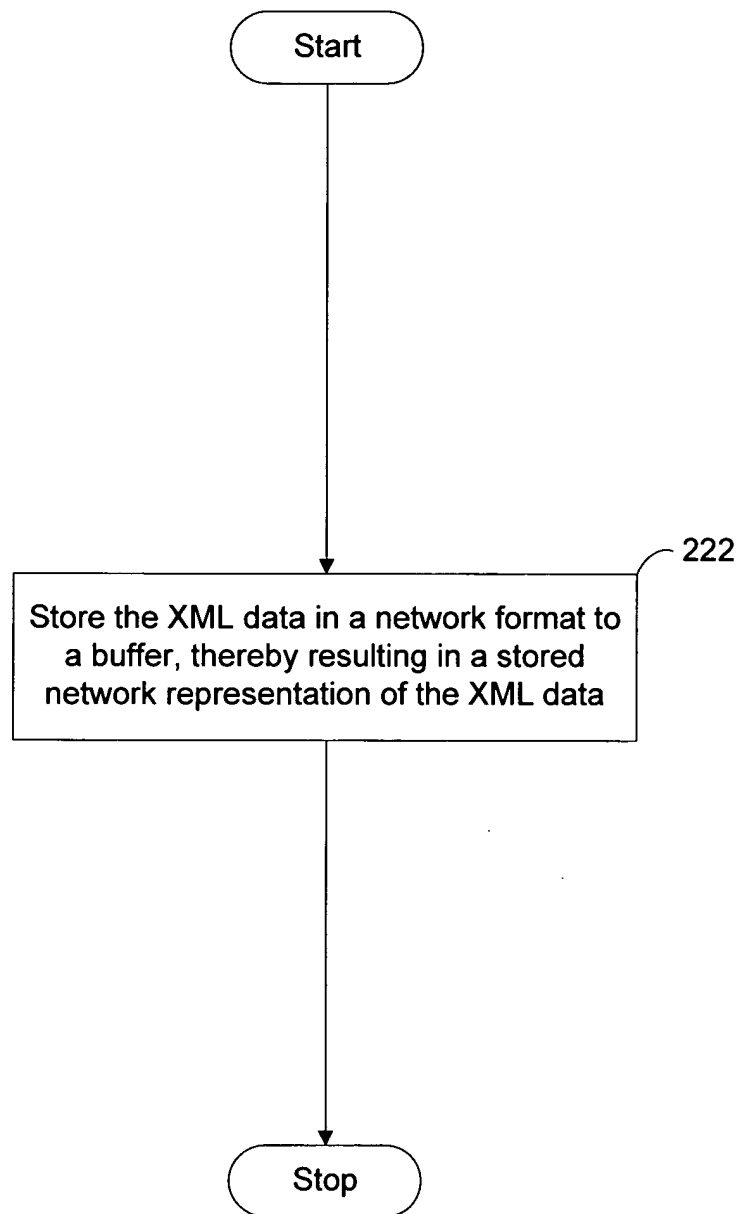 Start
222
Store the XML data in a network format to
a buffer, thereby resulting in a stored
network representation of the XML data
Stop